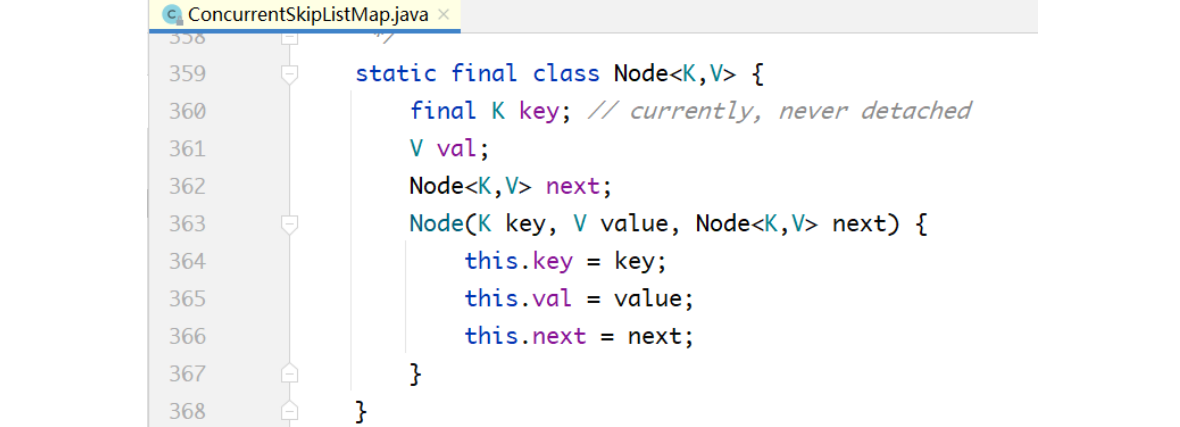 ConcurrentSkipListMap.java
358 */
359 static final class Node<K,V> {
360 final K key; // currently, never detached
361 V val;
362 Node<K,V> next;
363 Node(K key, V value, Node<K,V> next) {
364 this.key = key;
365 this.val = value;
366 this.next = next;
367 }
368 }